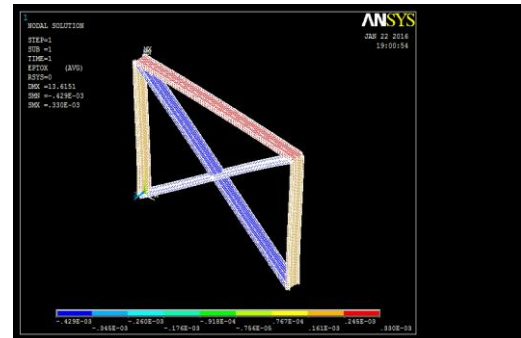 1
NODAL SOLUTION
STEP=1
SUB =1
TIME=1
EPTOX (AVG)
RSYS=0
DMX =13.6151
SMN =-.429E-03
SMX =.330E-03
ANSYS
JAN 22 2016
19:00:54
-.429E-03 -.260E-03 -.918E-04 .767E-04 .245E-03
-.345E-03 -.176E-03 -.756E-05 .161E-03 .330E-03